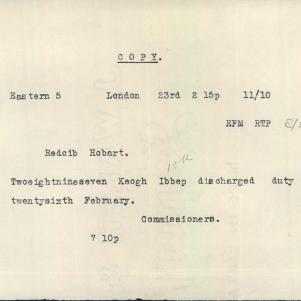 COPY.
Eastern 5 London 23rd 2 15p 11/10
EFM RTP
Redcib Hobart.
Twoeightnineseven Keogh Ibbep discharged duty
twentysixth February.
Commissioners.
7 10p